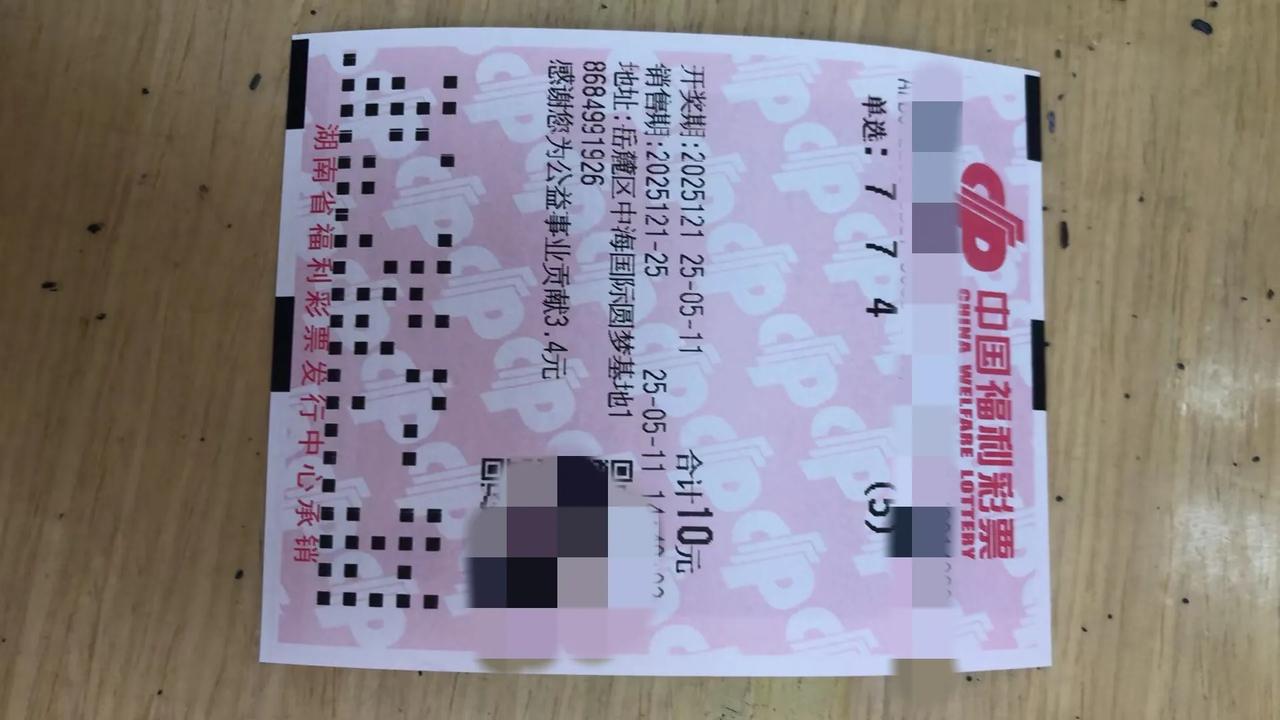 中国福利彩票
CHINA WELFARE LOTTERY
单选: 7 7 4 (5)
开奖期:2025121 25-05-11 合计10元
销售期:2025121-25 25-05-11
地址:岳麓区中海国际圆梦基地1
8684991926
感谢您为公益事业贡献3.4元
湖南省福利彩票发行中心承销